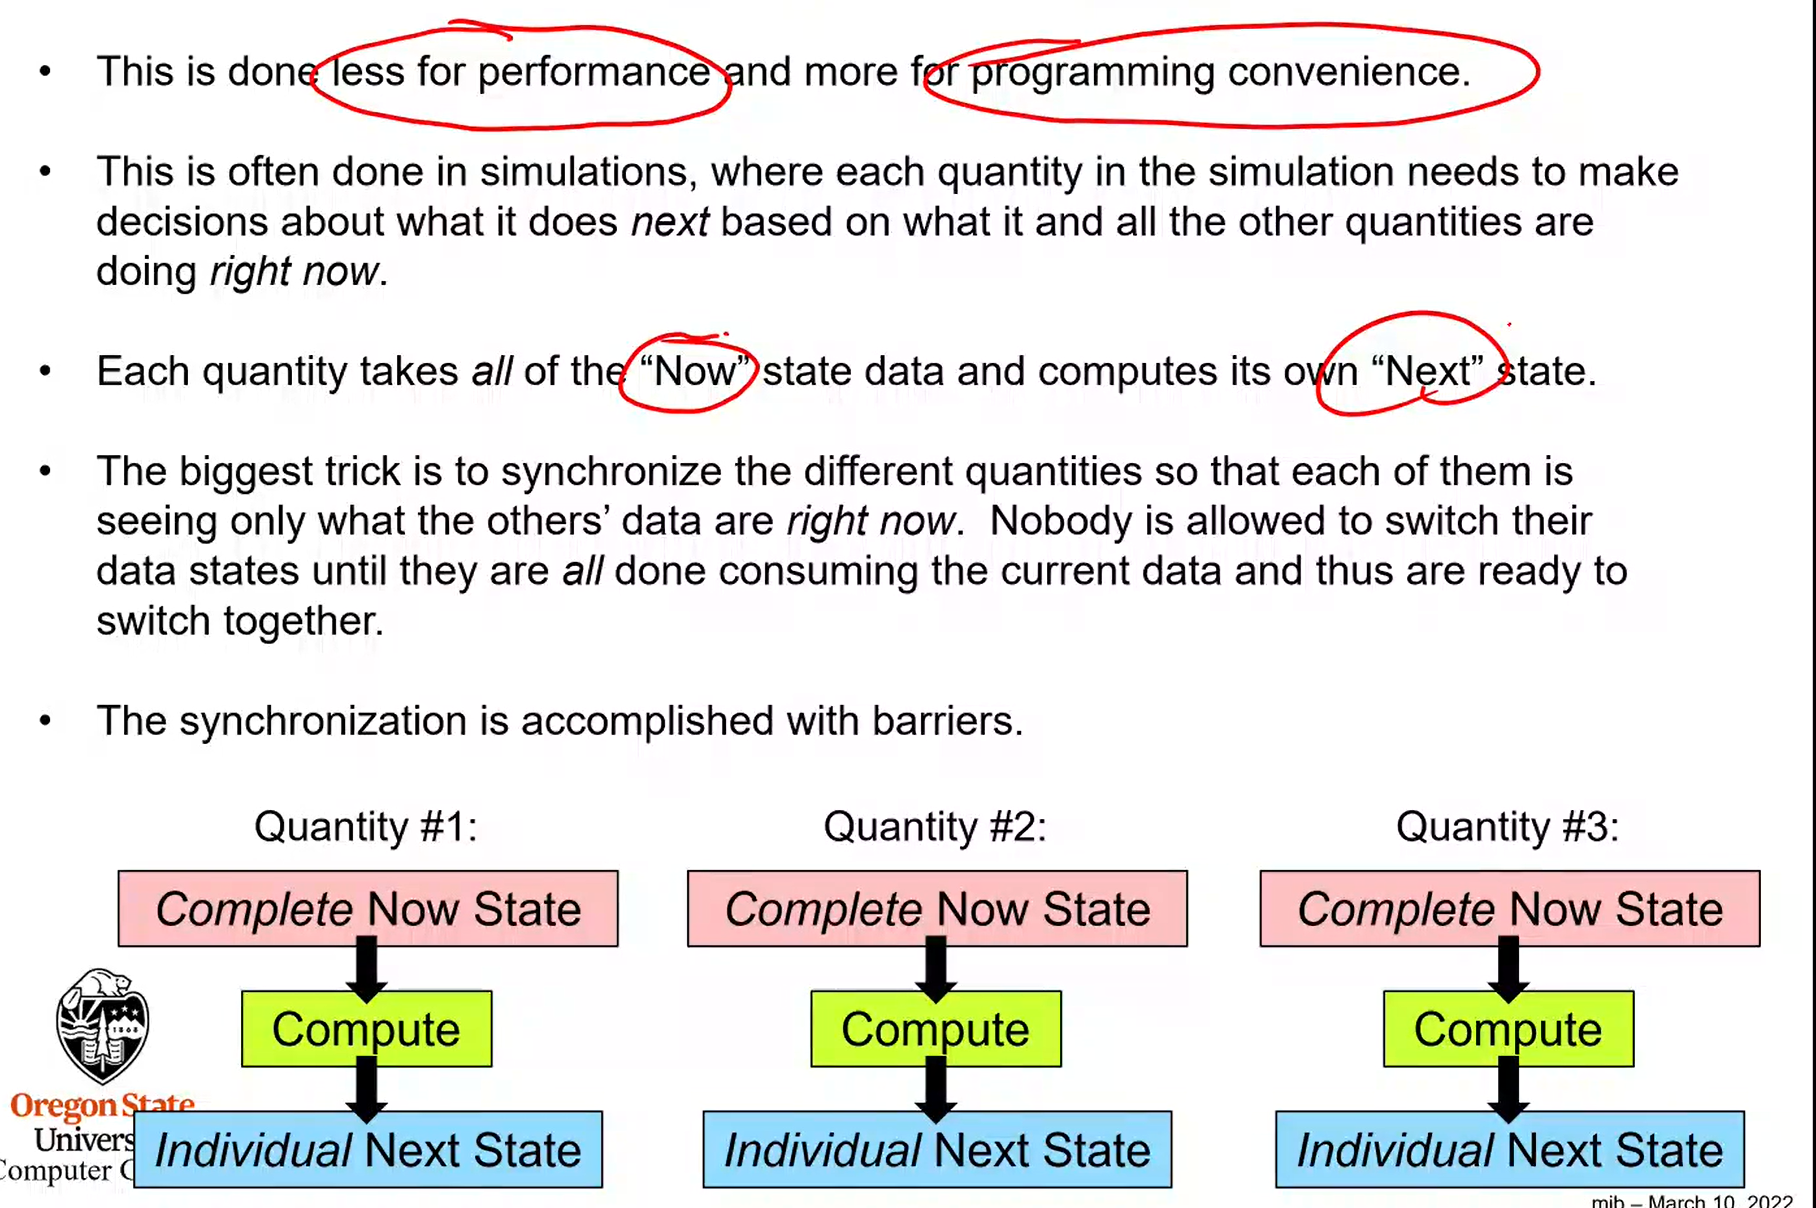 • This is done less for performance and more for programming convenience.
• This is often done in simulations, where each quantity in the simulation needs to make
decisions about what it does next based on what it and all the other quantities are
doing right now.
• Each quantity takes all of the “Now” state data and computes its own “Next” state.
• The biggest trick is to synchronize the different quantities so that each of them is
seeing only what the others’ data are right now. Nobody is allowed to switch their
data states until they are all done consuming the current data and thus are ready to
switch together.
• The synchronization is accomplished with barriers.
Quantity #1: Quantity #2: Quantity #3:
Complete Now State Complete Now State Complete Now State
Compute Compute Compute
Individual Next State Individual Next State Individual Next State
1868
Oregon State
Univers
Computer
mjb – March 10, 2022